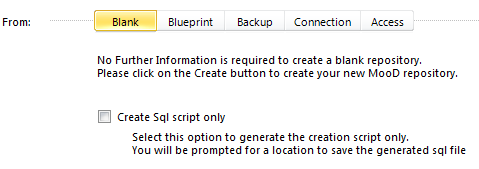 From: Blank Blueprint Backup Connection Access
No Further Information is required to create a blank repository.
Please click on the Create button to create your new MooD repository.
Create Sql script only
Select this option to generate the creation script only.
You will be prompted for a location to save the generated sql file